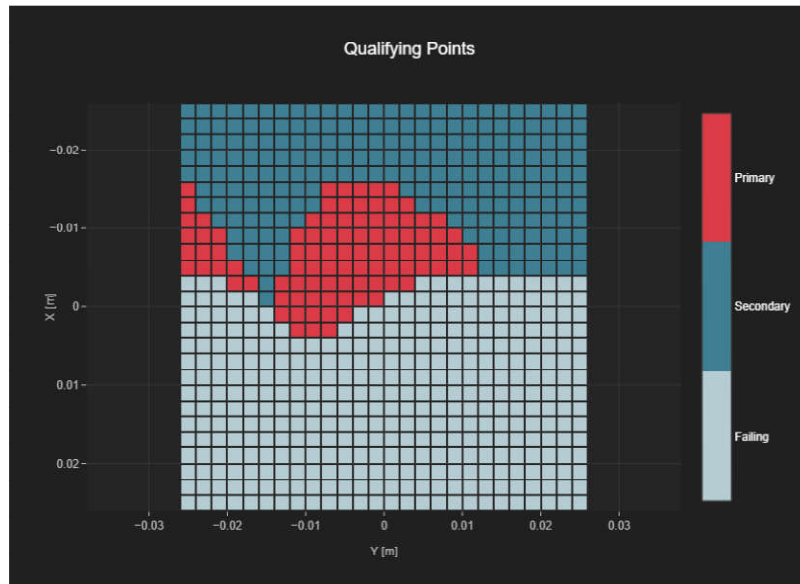 Qualifying Points
−0.02
−0.01
0
0.01
0.02
X [m]
−0.03
−0.02
−0.01
0
0.01
0.02
0.03
Y [m]
Primary
Secondary
Failing